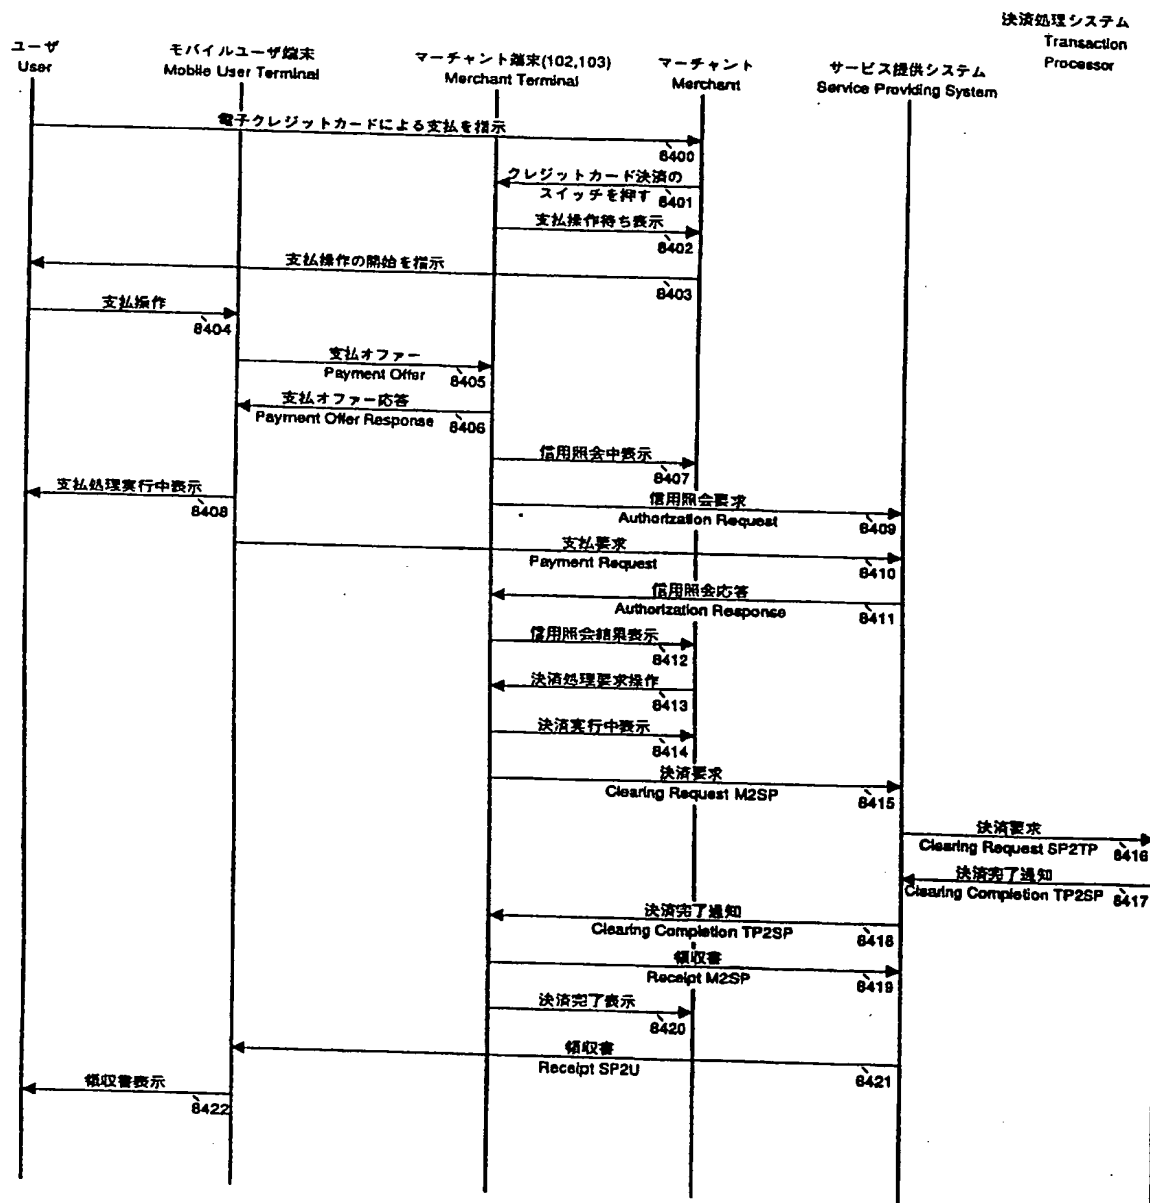 決済処理システム
Transaction
Processor
ユーザ
User
モバイルユーザ端末
Mobile User Terminal
マーチャント端末(102,103)
Merchant Terminal
マーチャント
Merchant
サービス提供システム
Service Providing System
電子クレジットカードによる支払を指示
8400
クレジットカード決済の
スイッチを押す
8401
支払操作待ち表示
8402
支払操作の開始を指示
8403
支払操作
8404
支払オファー
Payment Offer
8405
支払オファー応答
Payment Offer Response
8406
信用照会中表示
8407
支払処理実行中表示
8408
信用照会要求
Authorization Request
8409
支払要求
Payment Request
8410
信用照会応答
Authorization Response
8411
信用照会結果表示
8412
決済処理要求操作
8413
決済実行中表示
8414
決済要求
Clearing Request M2SP
8415
決済要求
Clearing Request SP2TP
8416
決済完了通知
Clearing Completion TP2SP
8417
決済完了通知
Clearing Completion TP2SP
8418
領収書
Receipt M2SP
8419
決済完了表示
8420
領収書
Receipt SP2U
8421
領収書表示
8422